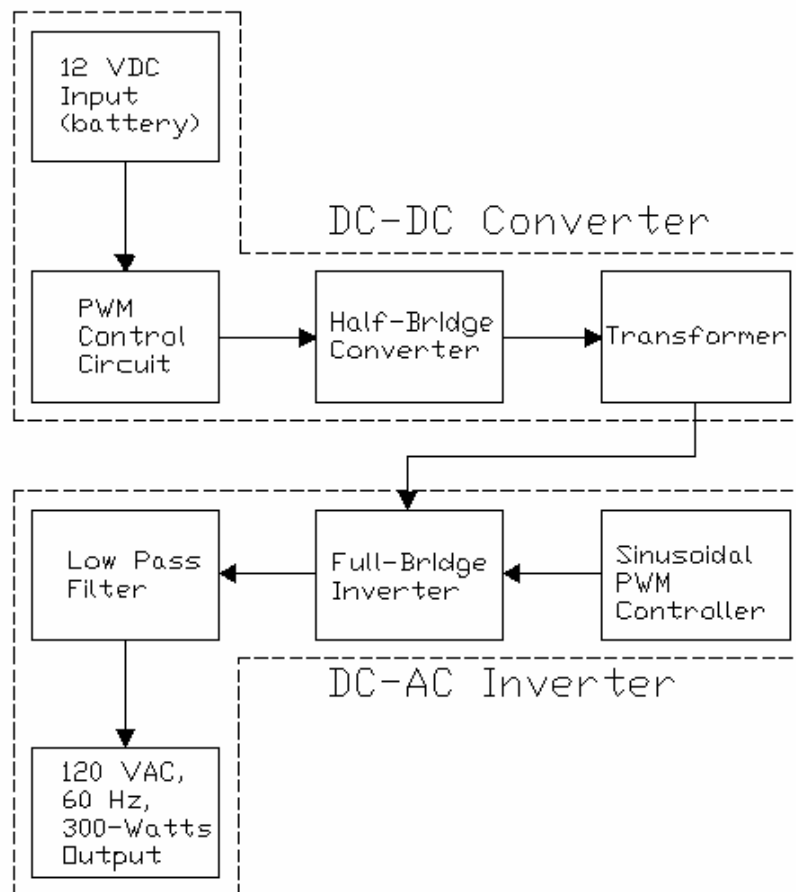 12 VDC
Input
(battery)
DC-DC Converter
PWM
Control
Circuit
Half-Bridge
Converter
Transformer
Low Pass
Filter
Full-Bridge
Inverter
Sinusoidal
PWM
Controller
DC-AC Inverter
120 VAC,
60 Hz,
300-Watts
Output